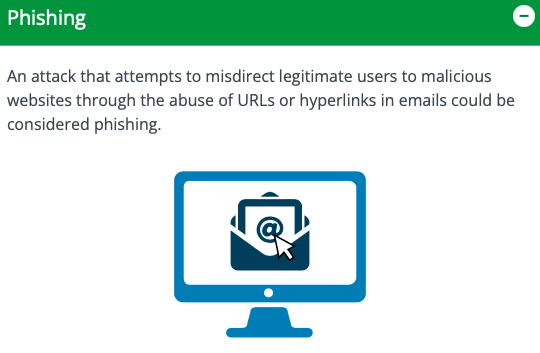 Phishing
An attack that attempts to misdirect legitimate users to malicious
websites through the abuse of URLs or hyperlinks in emails could be
considered phishing.
@